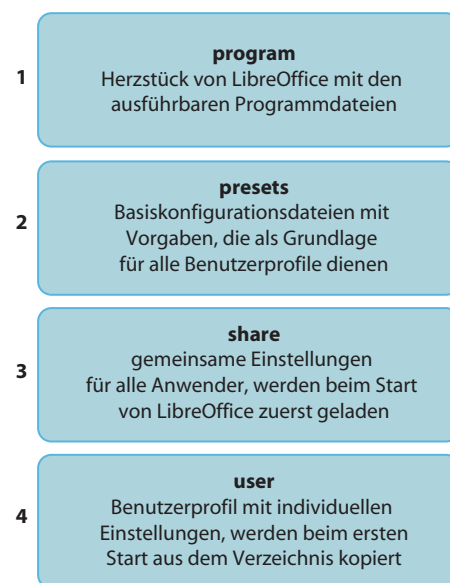 1
program
Herzstück von LibreOffice mit den
ausführbaren Programmdateien
2
presets
Basiskonfigurationsdateien mit
Vorgaben, die als Grundlage
für alle Benutzerprofile dienen
3
share
gemeinsame Einstellungen
für alle Anwender, werden beim Start
von LibreOffice zuerst geladen
4
user
Benutzerprofil mit individuellen
Einstellungen, werden beim ersten
Start aus dem Verzeichnis kopiert